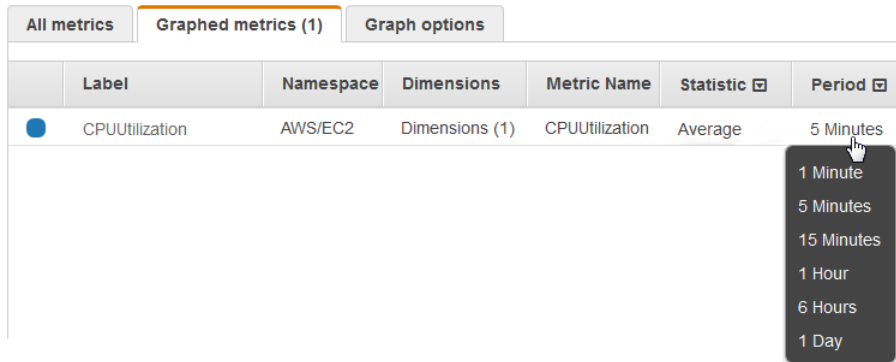 All metrics Graphed metrics (1) Graph options
Label Namespace Dimensions Metric Name Statistic Period
CPUUtilization AWS/EC2 Dimensions (1) CPUUtilization Average 5 Minutes
1 Minute
5 Minutes
15 Minutes
1 Hour
6 Hours
1 Day